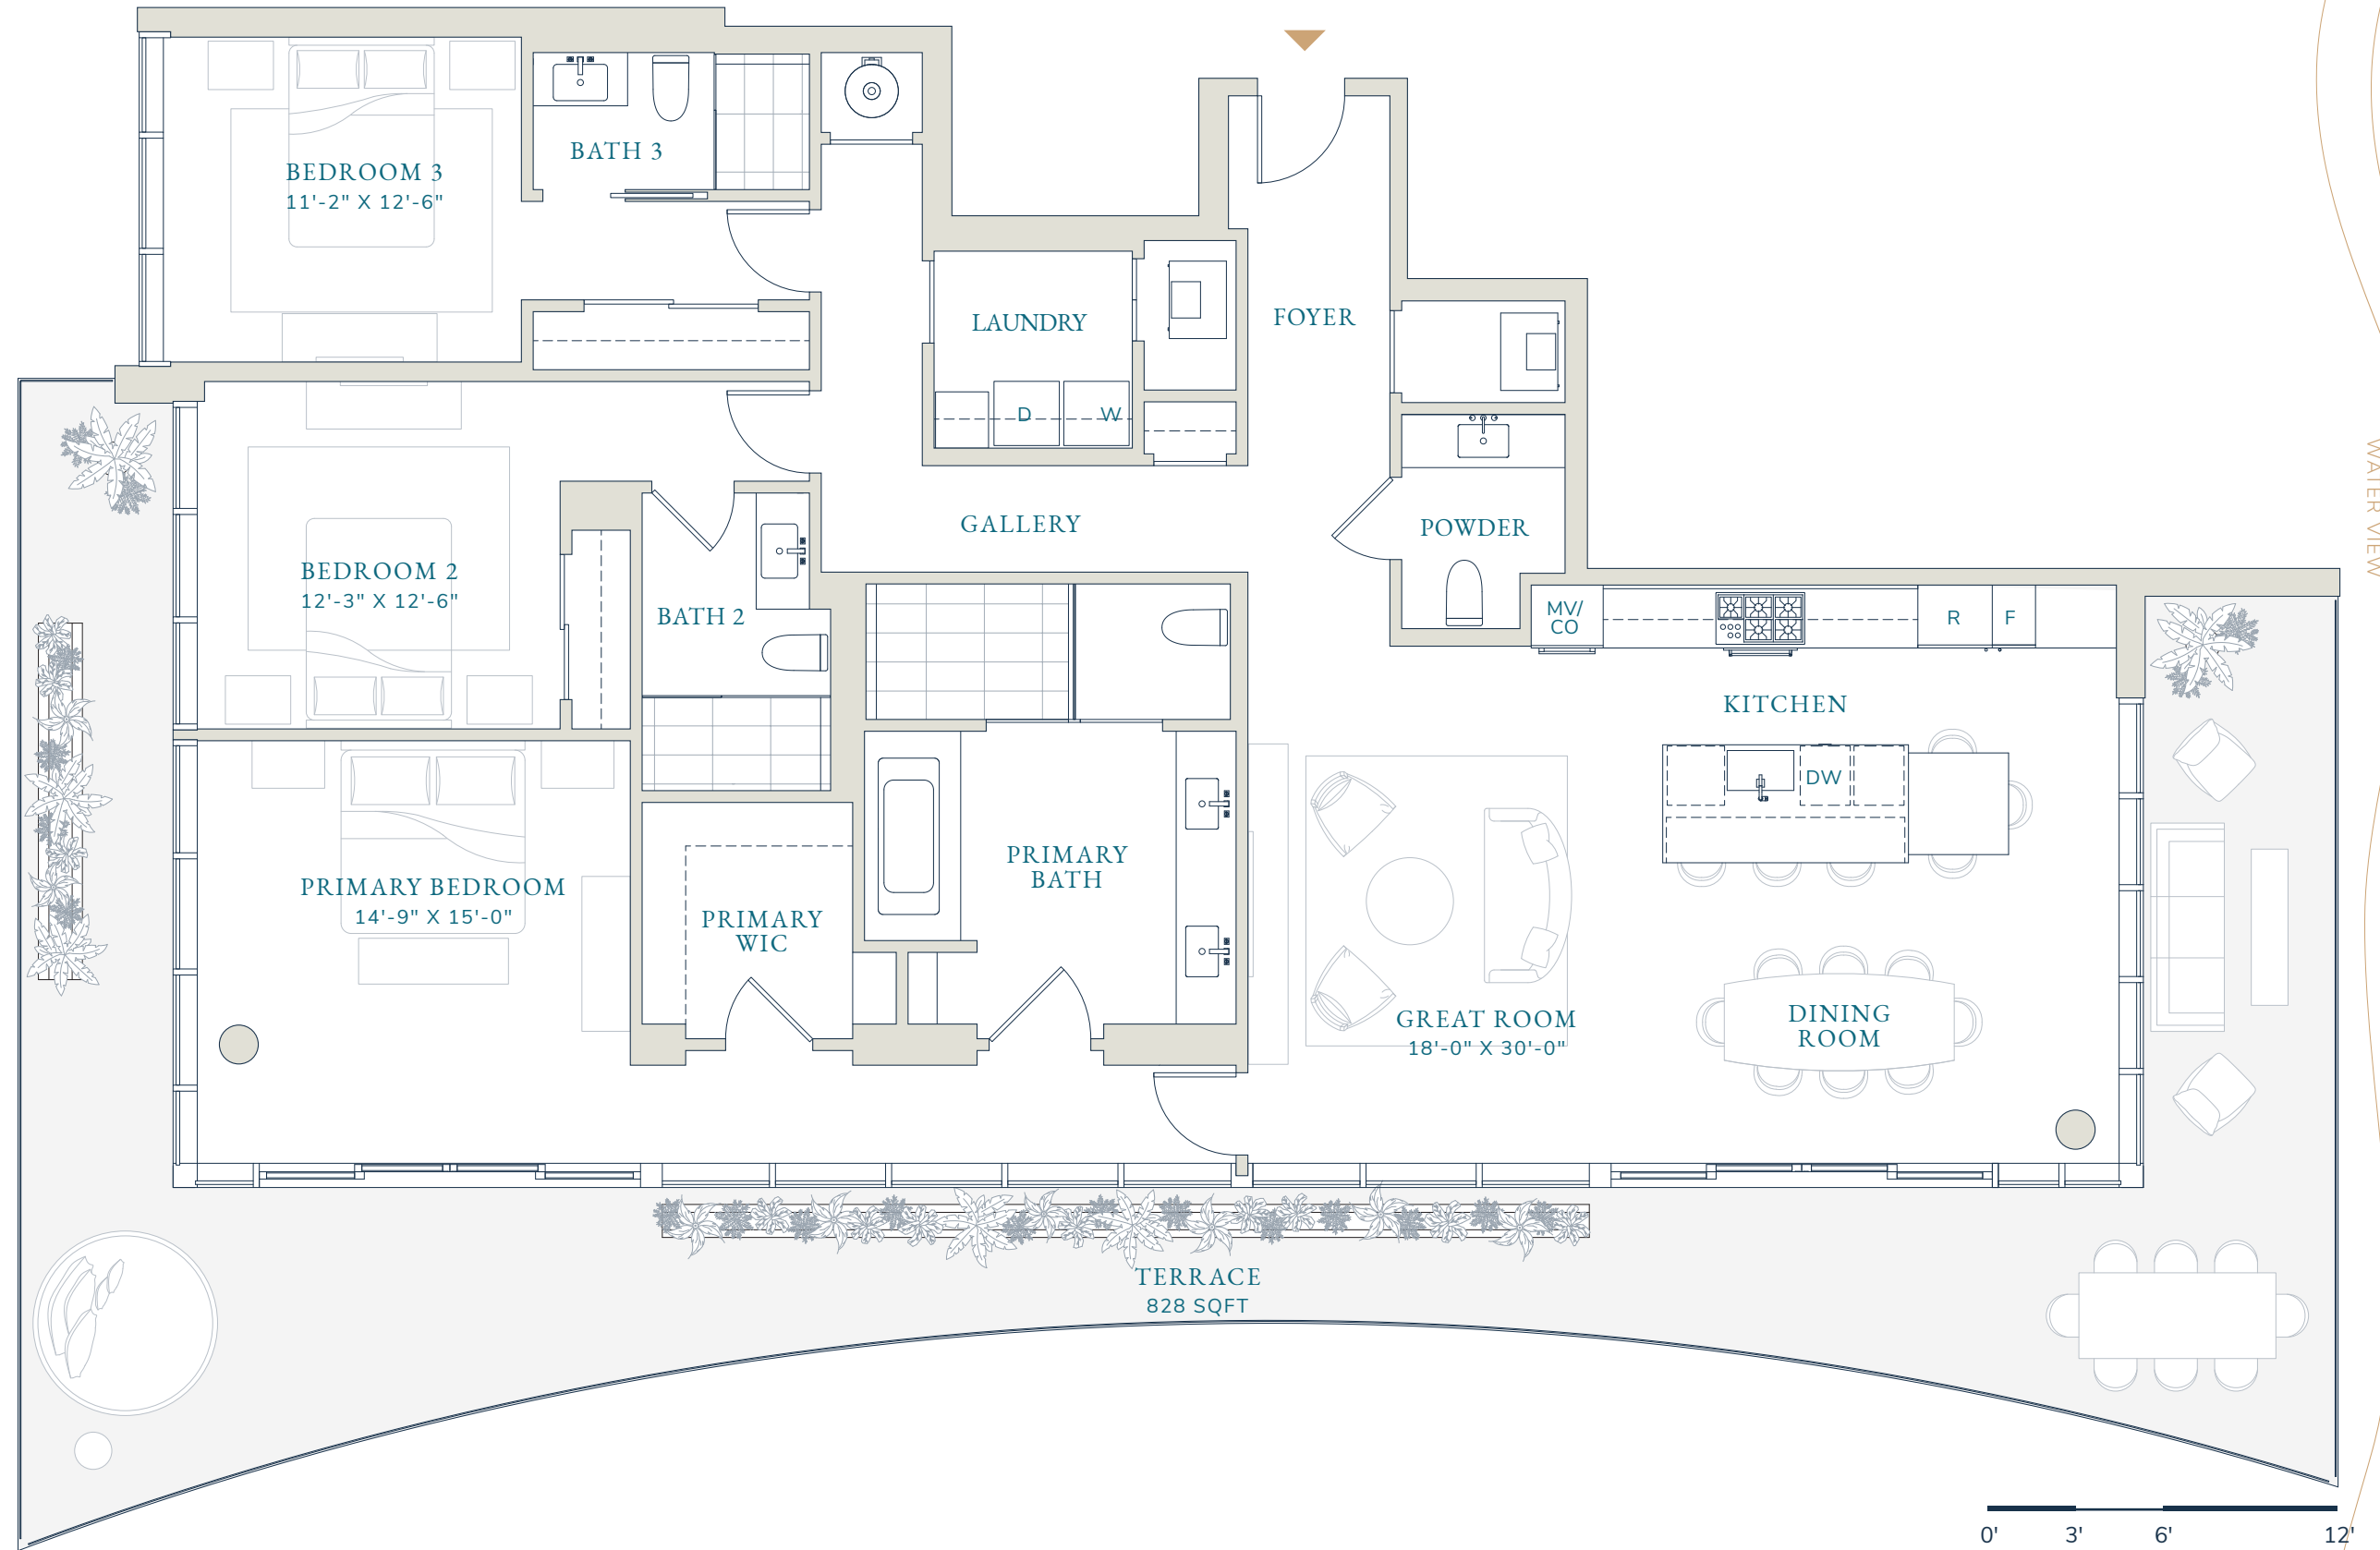 BATH 3
BEDROOM 3
11'-2" X 12'-6"
LAUNDRY
FOYER
D
W
WATER VIEW
GALLERY
POWDER
BEDROOM 2
12'-3" X 12'-6"
BATH 2
MV/
CO
R
F
KITCHEN
DW
PRIMARY
BATH
PRIMARY BEDROOM
14'-9" X 15'-0"
PRIMARY
WIC
GREAT ROOM
18'-0" X 30'-0"
DINING
ROOM
TERRACE
828 SQFT
0' 3' 6' 12'